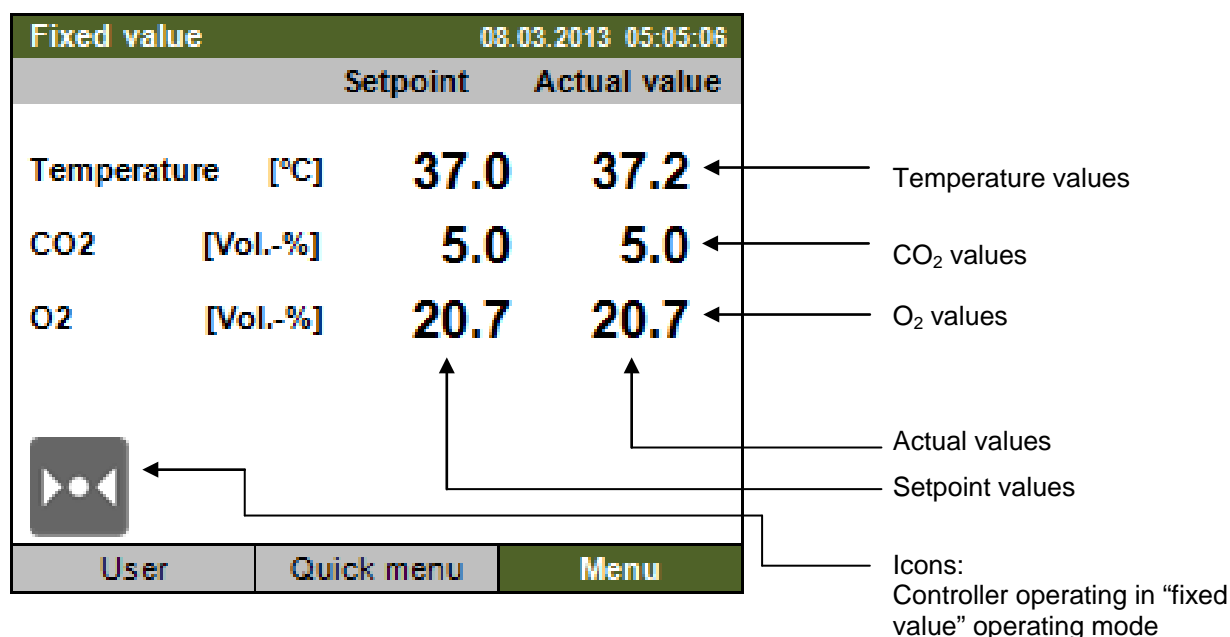 Fixed value 08.03.2013 05:05:06
Setpoint Actual value
Temperature [°C] 37.0 37.2
Temperature values
CO2 [Vol.-%] 5.0 5.0
CO₂ values
O2 [Vol.-%] 20.7 20.7
O₂ values
Actual values
Setpoint values
User Quick menu Menu
Icons:
Controller operating in “fixed
value” operating mode